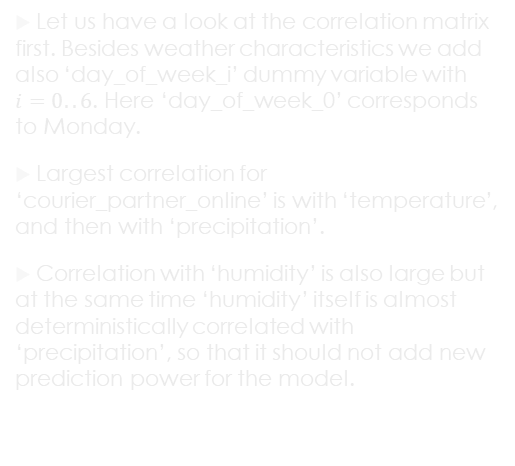 ▶ Let us have a look at the correlation matrix
first. Besides weather characteristics we add
also ‘day_of_week_i’ dummy variable with
i = 0..6. Here ‘day_of_week_0’ corresponds
to Monday.
▶ Largest correlation for
‘courier_partner_online’ is with ‘temperature’,
and then with ‘precipitation’.
▶ Correlation with ‘humidity’ is also large but
at the same time ‘humidity’ itself is almost
deterministically correlated with
‘precipitation’, so that it should not add new
prediction power for the model.